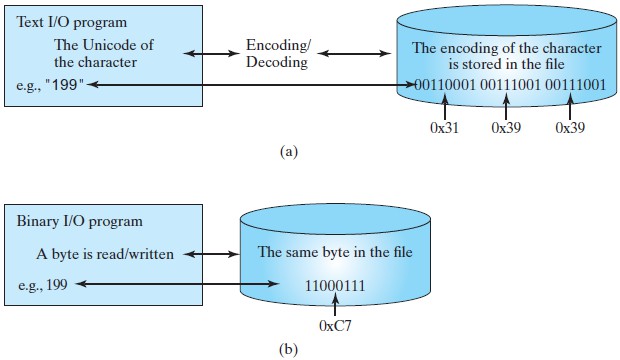 Text I/O program
The Unicode of
the character
e.g., "199"
Encoding/
Decoding
The encoding of the character
is stored in the file
00110001 00111001 00111001
0x31 0x39 0x39
(a)
Binary I/O program
A byte is read/written
e.g., 199
The same byte in the file
11000111
0xC7
(b)